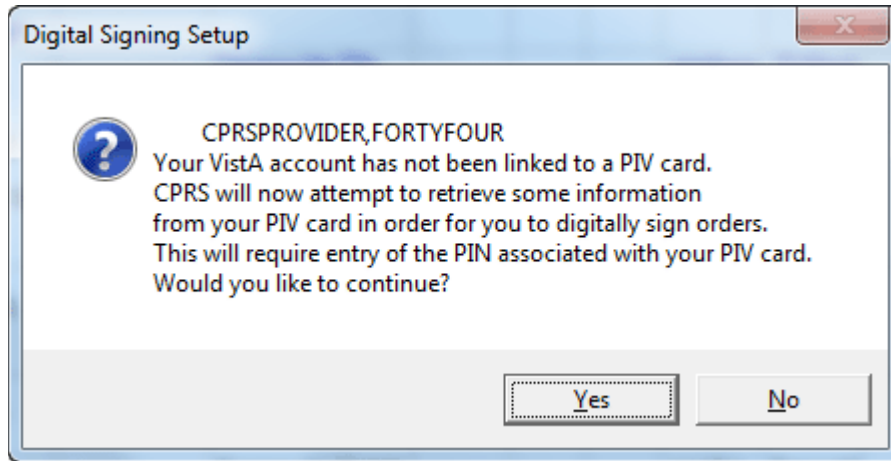 Digital Signing Setup
CPRSPROVIDER,FORTYFOUR
Your VistA account has not been linked to a PIV card.
CPRS will now attempt to retrieve some information
from your PIV card in order for you to digitally sign orders.
This will require entry of the PIN associated with your PIV card.
Would you like to continue?
Yes No